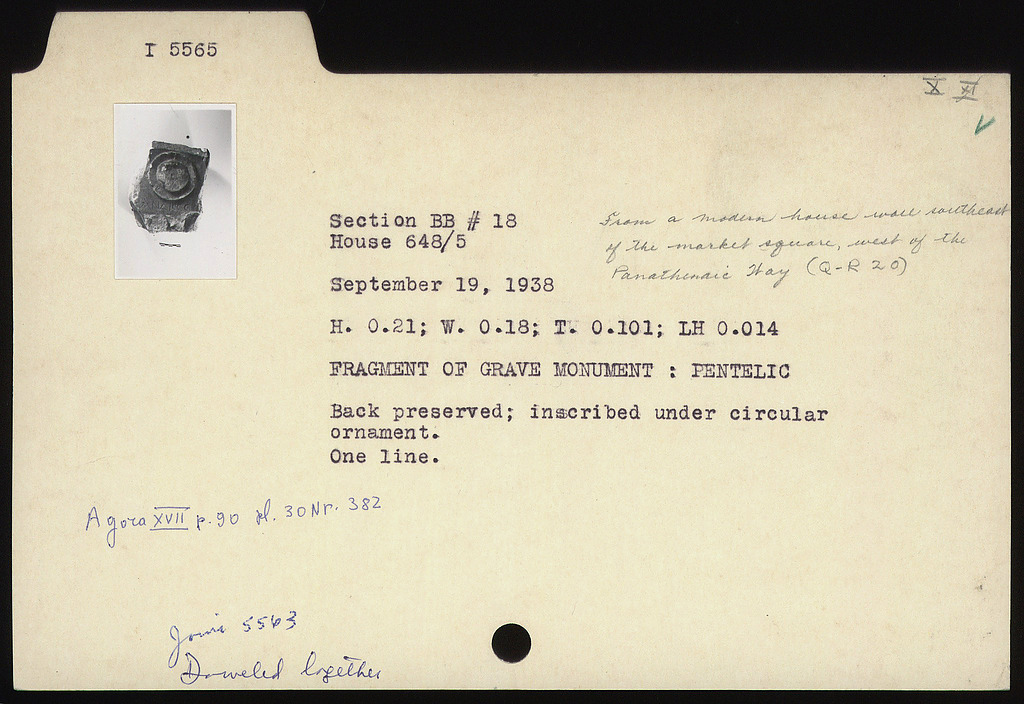 I 5565
X XI
Section BB # 18
House 648/5
From a modern house wall southeast
of the market square, west of the
Panathenaic Way (Q-R 20)
September 19, 1938
H. 0.21; W. 0.18; T. 0.101; LH 0.014
FRAGMENT OF GRAVE MONUMENT : PENTELIC
Back preserved; inscribed under circular
ornament.
One line.
Agora XVII p. 90 pl. 30 Nr. 382
Joins 5563
Doweled together